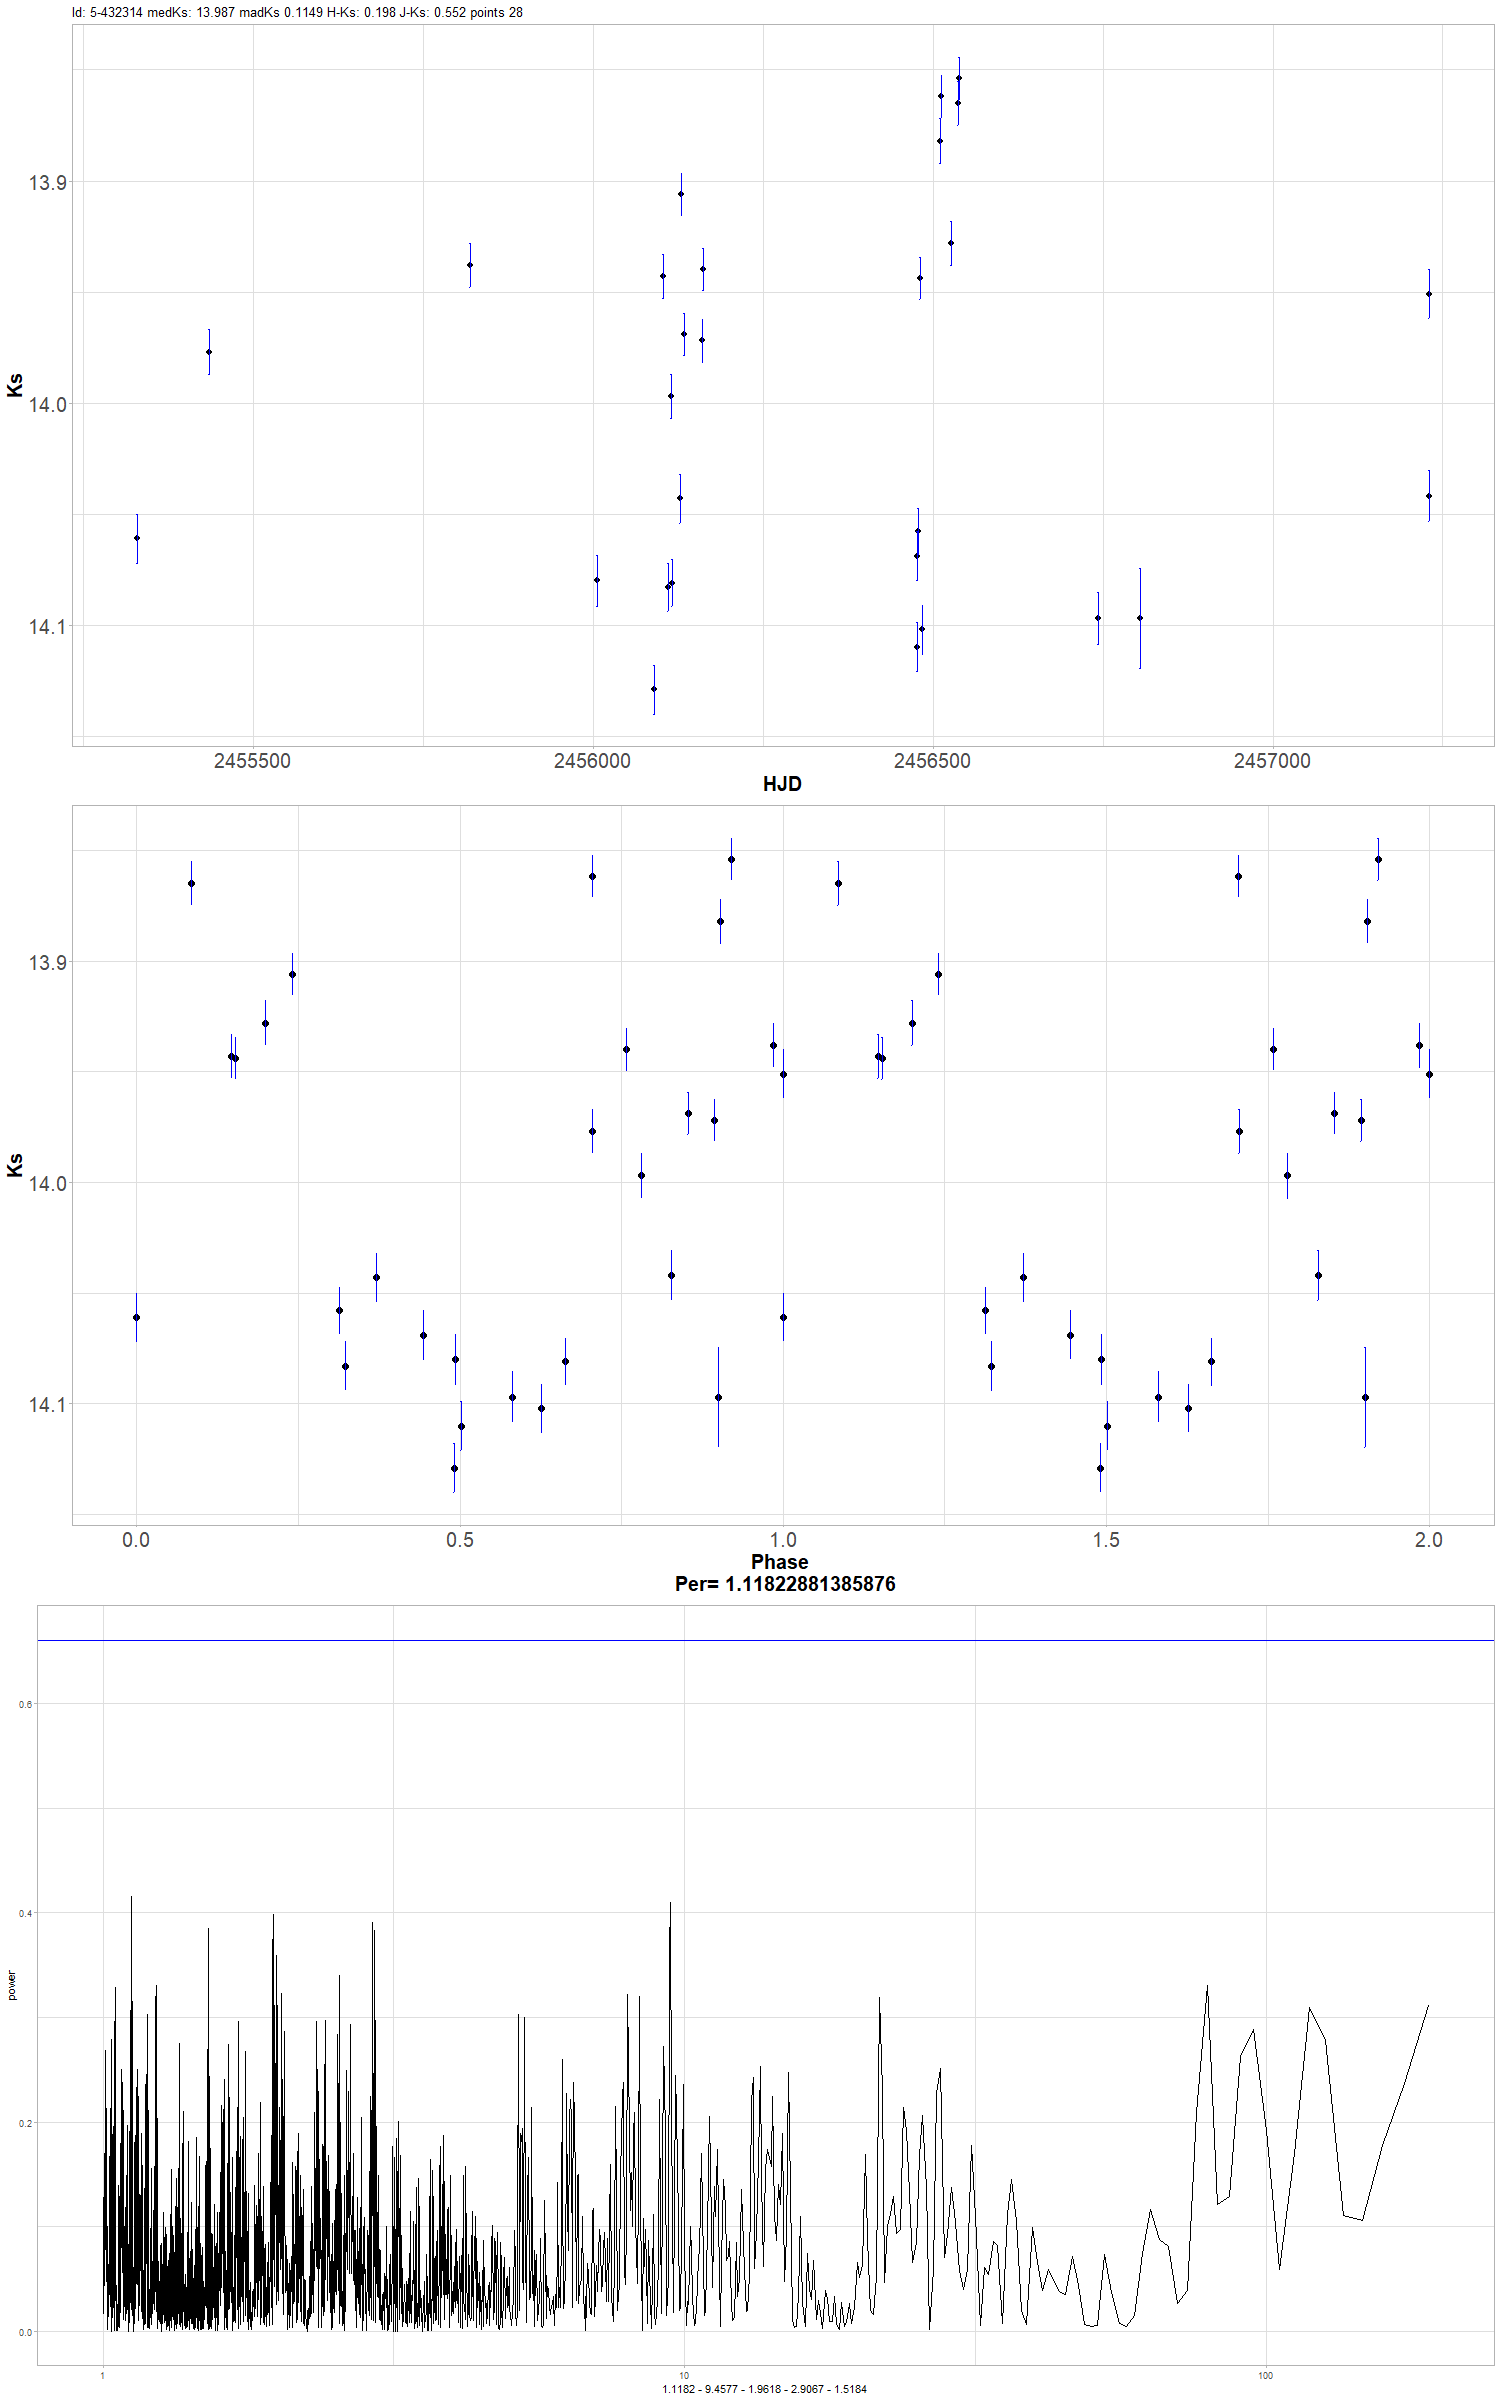 Id: 5-432314 medKs: 13.987 madKs 0.1149 H-Ks: 0.198 J-Ks: 0.552 points 28
13.9
14.0
14.1
Ks
2455500 2456000 2456500 2457000
HJD
13.9
14.0
14.1
Ks
0.0 0.5 1.0 1.5 2.0
Phase
Per= 1.11822881385876
0.6
0.4
0.2
0.0
power
1 10 100
1.1182 - 9.4577 - 1.9618 - 2.9067 - 1.5184